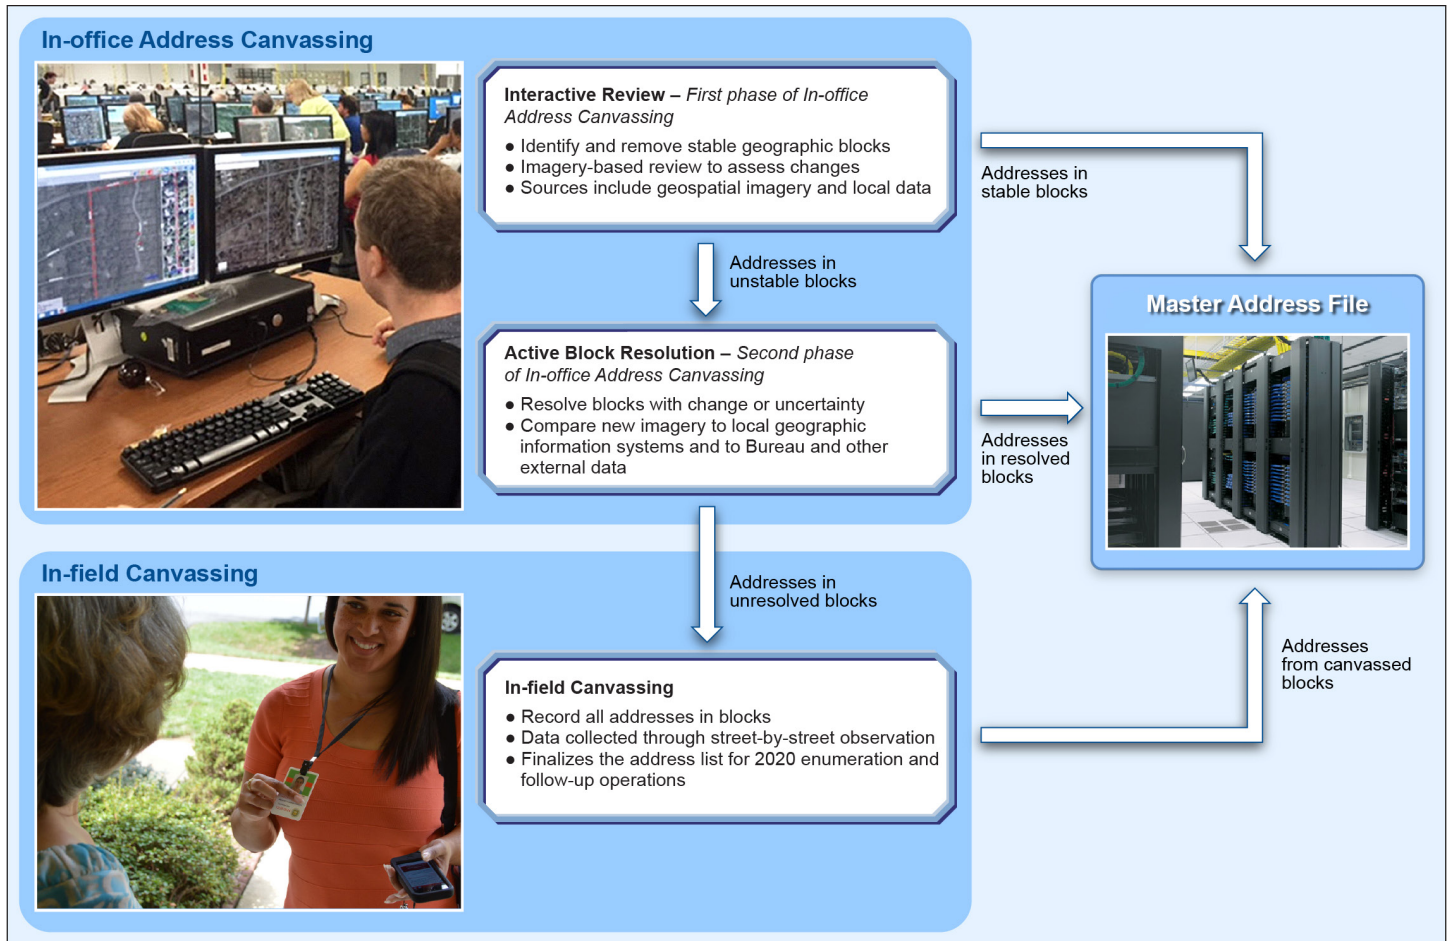 In-office Address Canvassing
Interactive Review – First phase of In-office
Address Canvassing
● Identify and remove stable geographic blocks
● Imagery-based review to assess changes
● Sources include geospatial imagery and local data
Addresses in
stable blocks
Addresses in
unstable blocks
Master Address File
Active Block Resolution – Second phase
of In-office Address Canvassing
● Resolve blocks with change or uncertainty
● Compare new imagery to local geographic
information systems and to Bureau and other
external data
Addresses
in resolved
blocks
In-field Canvassing
Addresses in
unresolved blocks
In-field Canvassing
● Record all addresses in blocks
● Data collected through street-by-street observation
● Finalizes the address list for 2020 enumeration and
follow-up operations
Addresses
from canvassed
blocks